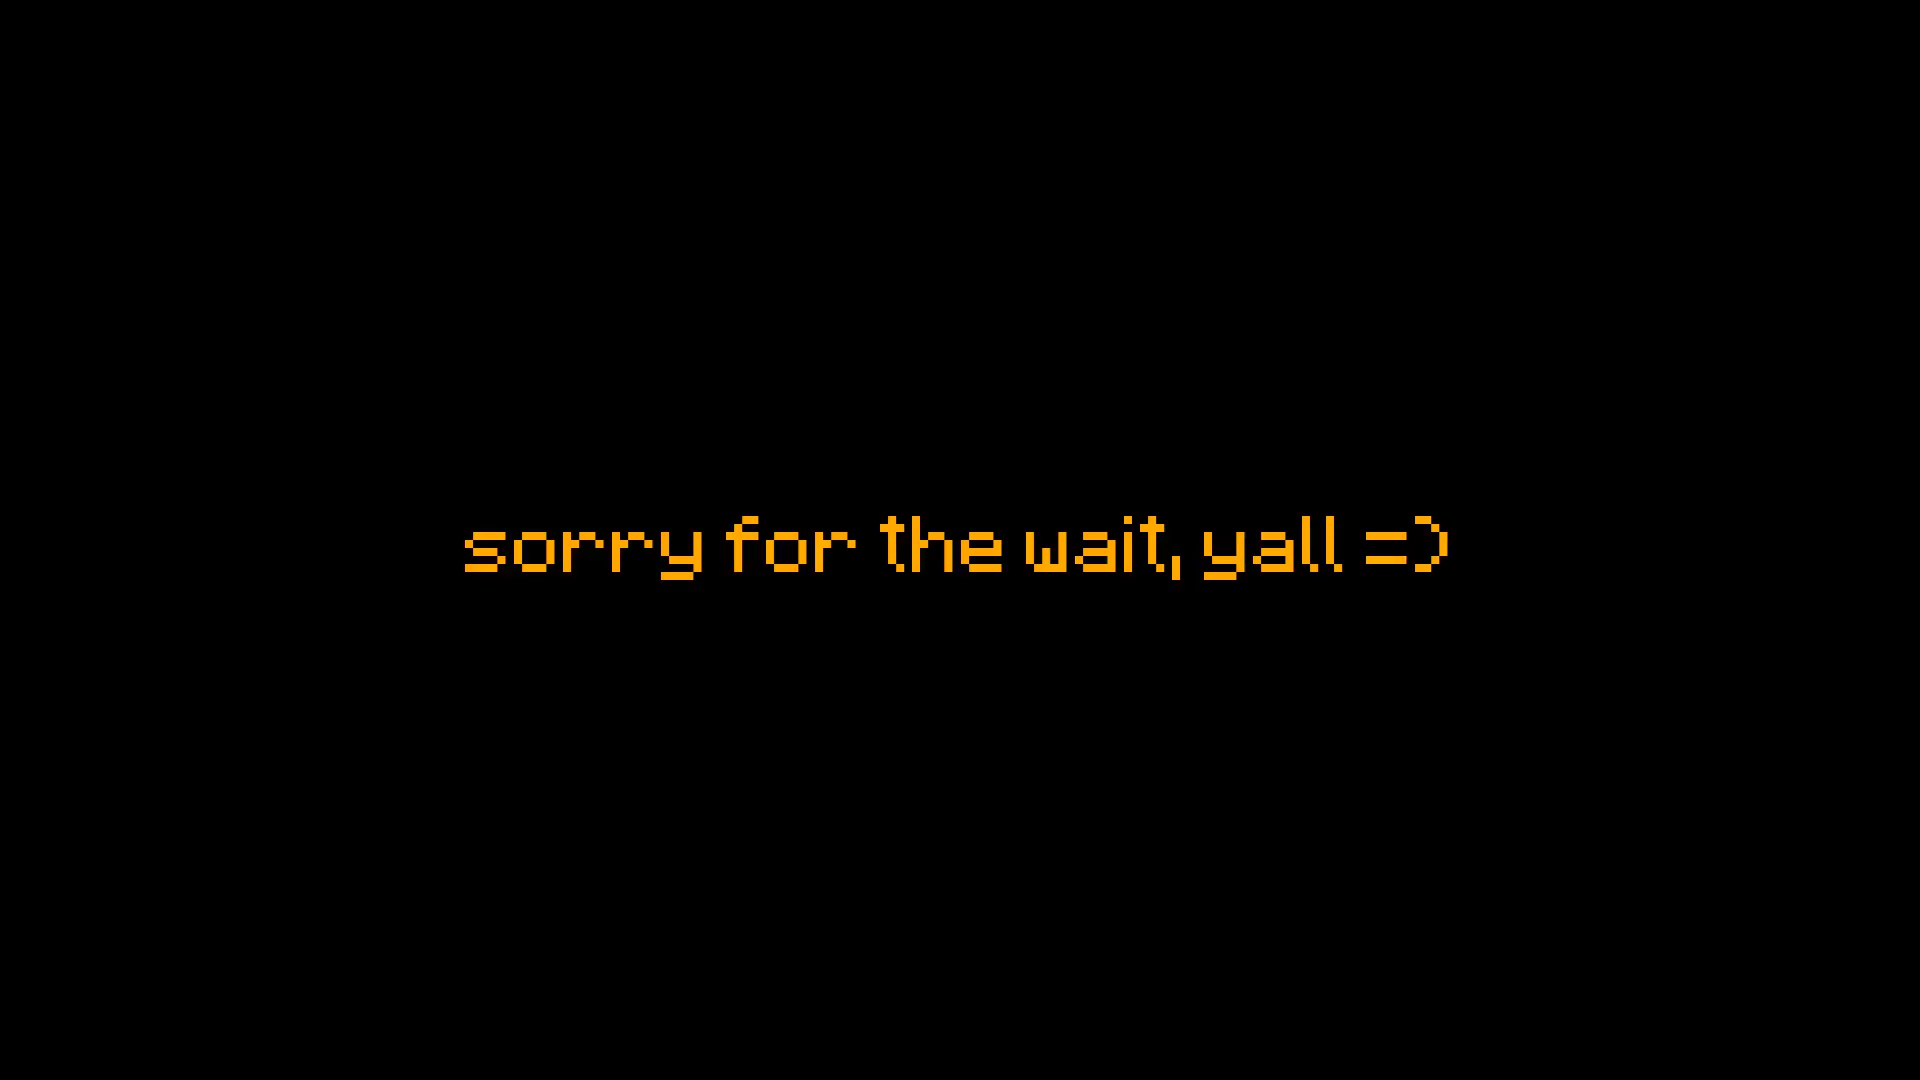 sorry for the wait, yall =)